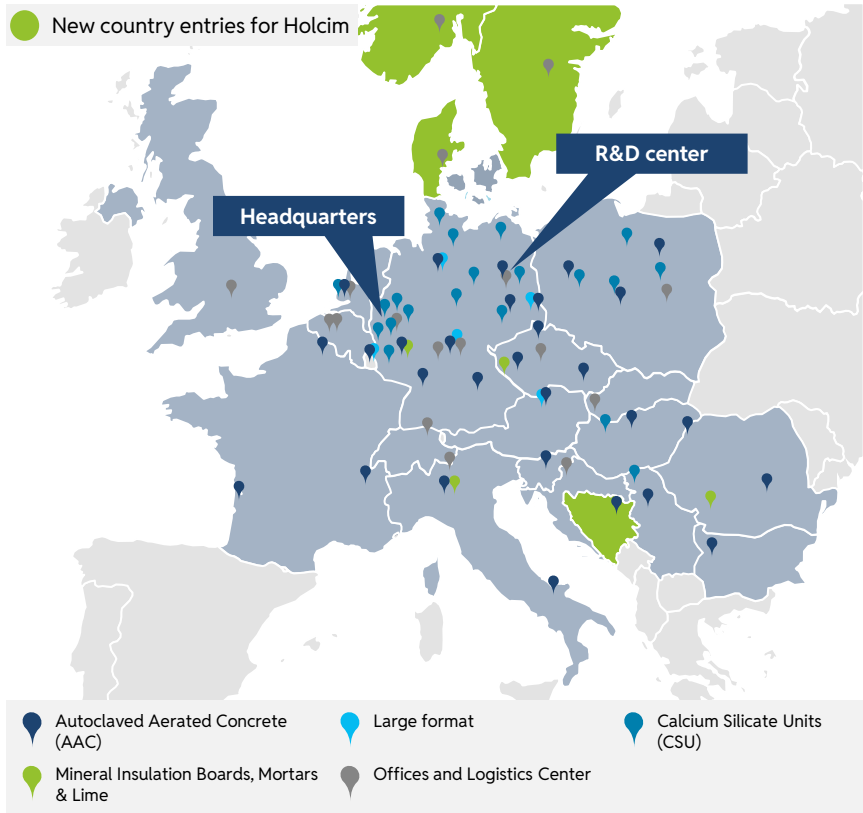 New country entries for Holcim
R&D center
Headquarters
Autoclaved Aerated Concrete
(AAC)
Large format
Calcium Silicate Units
(CSU)
Mineral Insulation Boards, Mortars
& Lime
Offices and Logistics Center